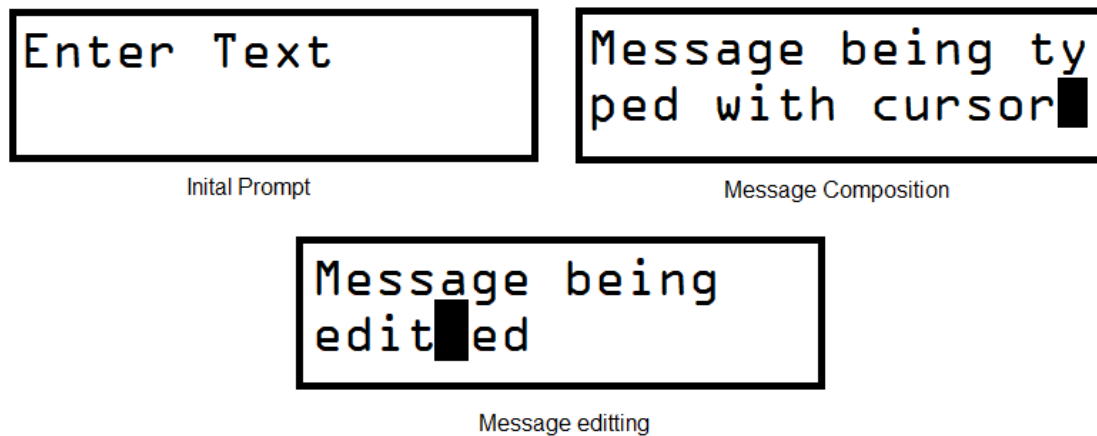 Enter Text
Inital Prompt
Message being ty
ped with cursor
Message Composition
Message being
edit ed
Message editting